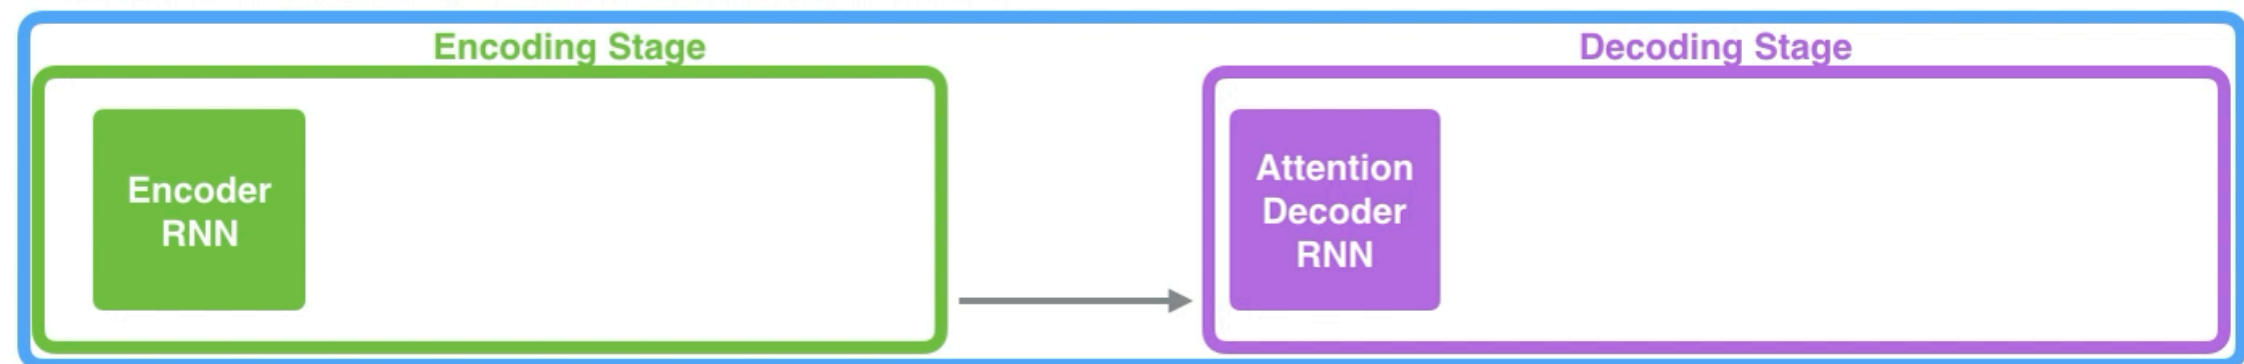 Encoding Stage
Decoding Stage
Encoder
RNN
Attention
Decoder
RNN